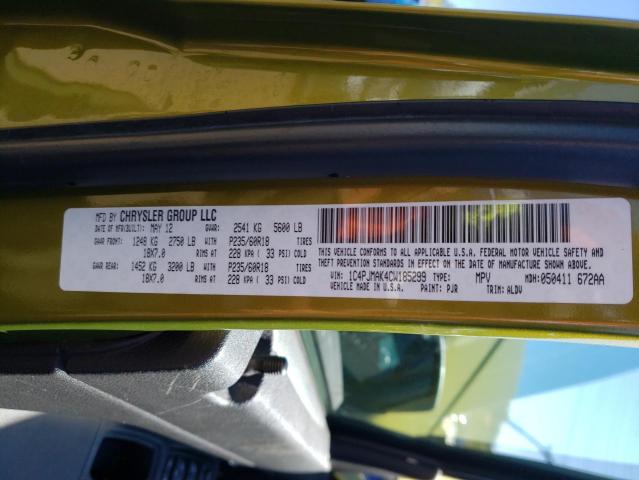 MFD BY CHRYSLER GROUP LLC
DATE OF MFR(BUILT): MAY 12 GVWR: 2541 KG 5600 LB
GAWR FRONT: 1248 KG 2750 LB WITH P235/60R18 TIRES
18X7.0 RIMS AT 228 KPA ( 33 PSI) COLD
GAWR REAR: 1452 KG 3200 LB WITH P235/60R18 TIRES
18X7.0 RIMS AT 228 KPA ( 33 PSI) COLD
THIS VEHICLE CONFORMS TO ALL APPLICABLE U.S.A. FEDERAL MOTOR VEHICLE SAFETY, BUMPER AND
THEFT PREVENTION STANDARDS IN EFFECT ON THE DATE OF MANUFACTURE SHOWN ABOVE.
VIN: 1C4PJMAK4CW185299 TYPE: MPV MDH: 050411 672AA
VEHICLE MADE IN U.S.A. PAINT: PJR TRIM: ALDV